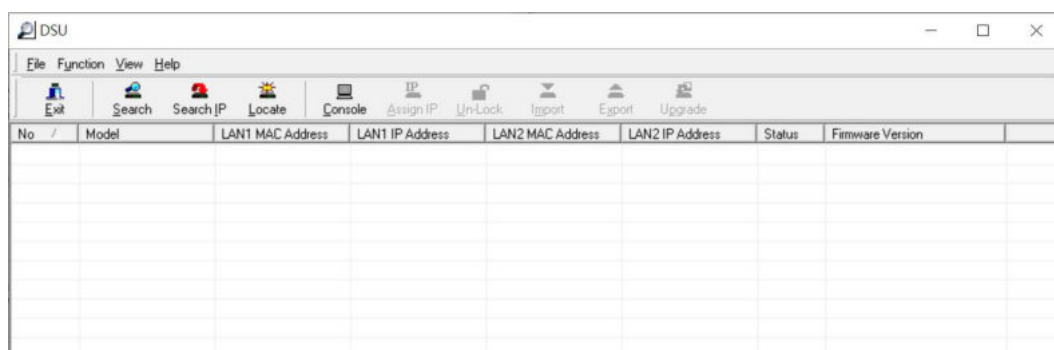 DSU
File Function View Help
Exit Search Search IP Locate Console Assign IP Un-Lock Import Export Upgrade
No / Model LAN1 MAC Address LAN1 IP Address LAN2 MAC Address LAN2 IP Address Status Firmware Version